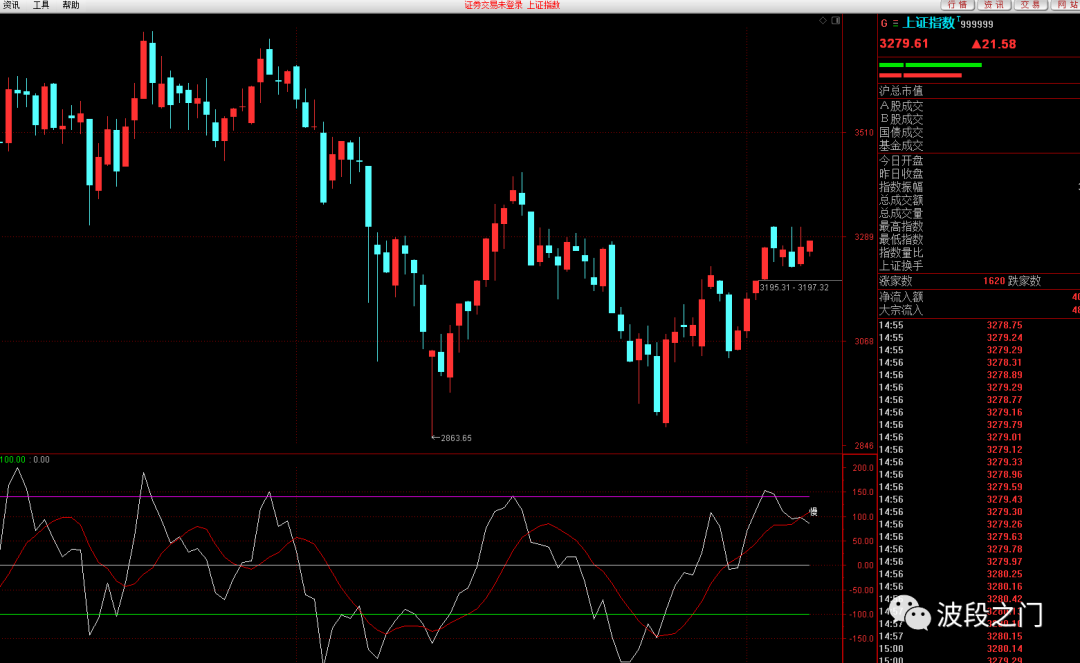 资讯 工具 帮助
证券交易未登录 上证指数
行情 资讯 交易 网站
G 上证指数 999999
3279.61 ▲21.58
沪总市值
A股成交
B股成交
国债成交
基金成交
今日开盘
昨日收盘
指数振幅
总成交额
总成交量
最高指数
最低指数
指数量比
上证换手
涨家数 1620 跌家数
净流入额
大宗流入
3510
3289
3195.31 - 3197.32
3068
←2863.65
2846
100.00 : 0.00
200.0
150.0
100.0
50.00
0.00
-50.00
-100.0
-150.0
慢
14:55 3278.75
14:55 3279.24
14:55 3279.29
14:56 3278.31
14:56 3278.89
14:56 3279.29
14:56 3278.77
14:56 3279.16
14:56 3279.79
14:56 3279.01
14:56 3279.12
14:56 3279.33
14:56 3278.96
14:56 3279.59
14:56 3279.43
14:56 3279.30
14:56 3279.26
14:56 3279.63
14:56 3279.78
14:56 3279.97
14:56 3280.25
14:56 3280.16
3280.42
波段之门
14:57 3280.15
15:00 3280.14
15:00 3279.29